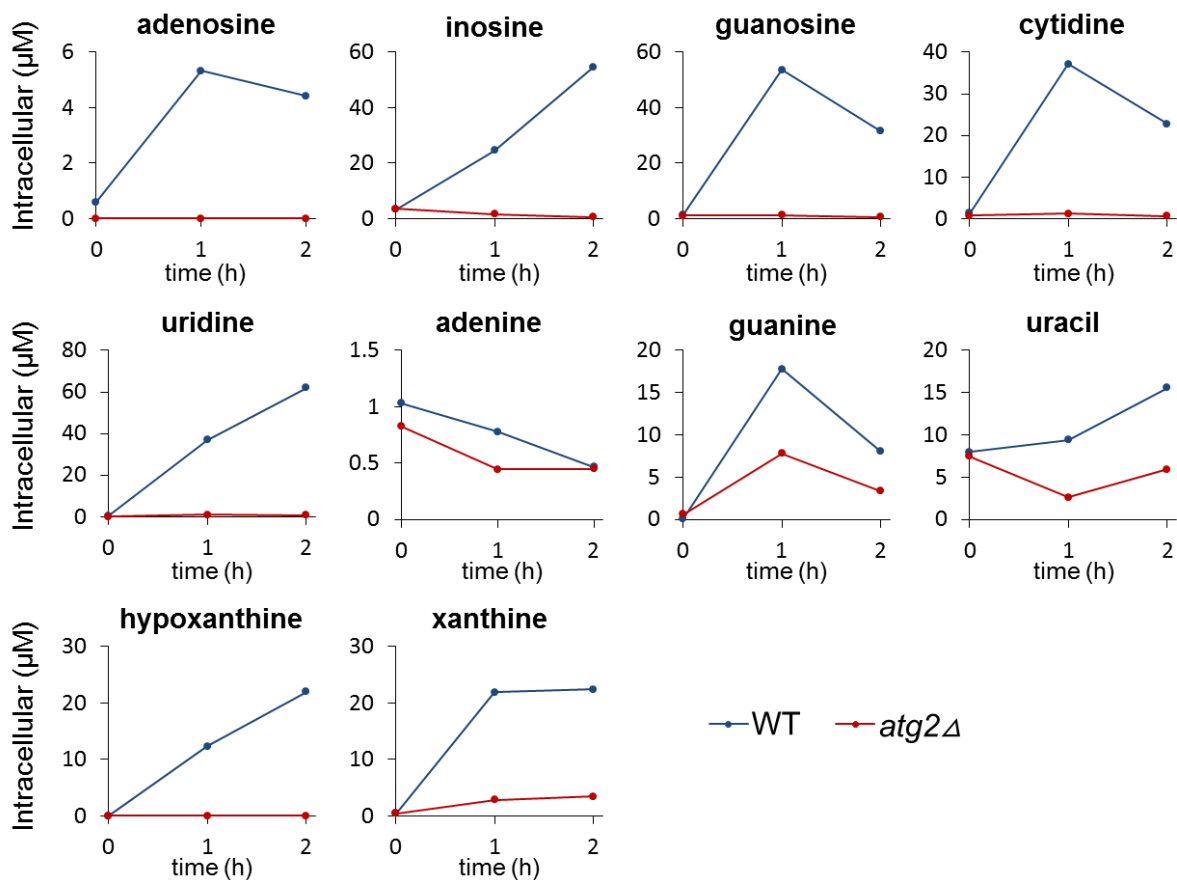 adenosine
inosine
guanosine
cytidine
Intracellular (µM)
6
4
2
0
0 1 2
time (h)
60
40
20
0
0 1 2
time (h)
60
40
20
0
0 1 2
time (h)
40
30
20
10
0
0 1 2
time (h)
uridine
adenine
guanine
uracil
Intracellular (µM)
80
60
40
20
0
0 1 2
time (h)
1.5
1
0.5
0
0 1 2
time (h)
20
15
10
5
0
0 1 2
time (h)
20
15
10
5
0
0 1 2
time (h)
hypoxanthine
xanthine
Intracellular (µM)
30
20
10
0
0 1 2
time (h)
30
20
10
0
0 1 2
time (h)
WT
atg2Δ